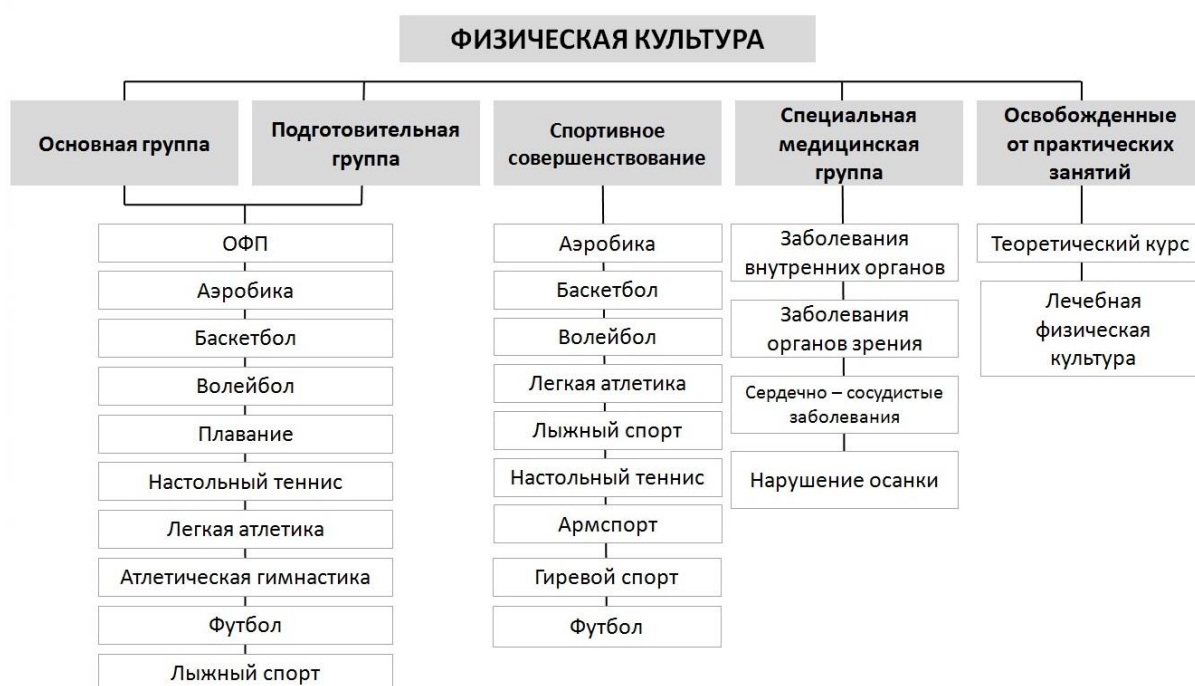 ФИЗИЧЕСКАЯ КУЛЬТУРА
Основная группа
Подготовительная
группа
Спортивное
совершенствование
Специальная
медицинская
группа
Освобожденные
от практических
занятий
ОФП
Аэробика
Баскетбол
Волейбол
Плавание
Настольный теннис
Легкая атлетика
Атлетическая гимнастика
Футбол
Лыжный спорт
Аэробика
Баскетбол
Волейбол
Легкая атлетика
Лыжный спорт
Настольный теннис
Армспорт
Гиревой спорт
Футбол
Заболевания
внутренних органов
Заболевания
органов зрения
Сердечно – сосудистые
заболевания
Нарушение осанки
Теоретический курс
Лечебная
физическая
культура